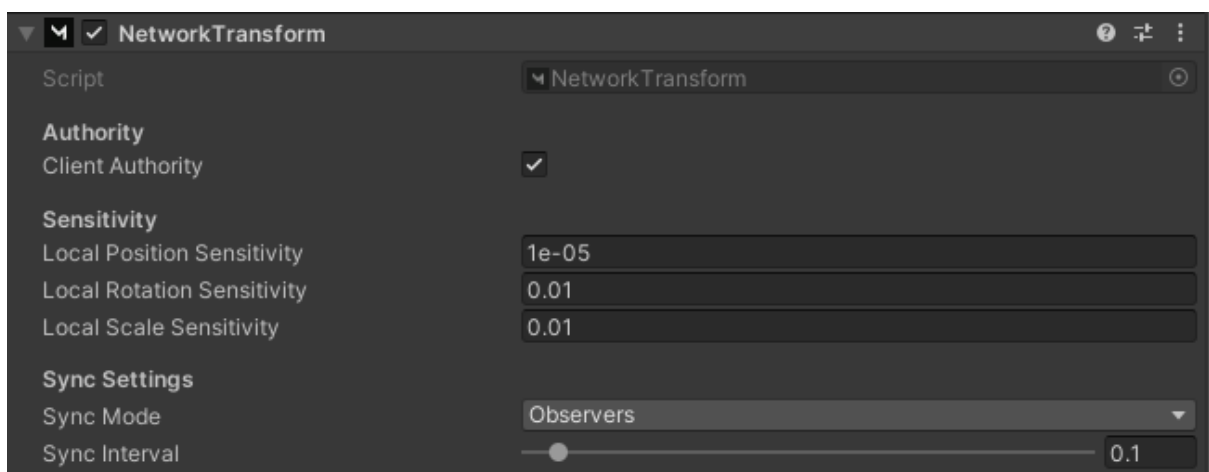 NetworkTransform
Script NetworkTransform
Authority
Client Authority
Sensitivity
Local Position Sensitivity 1e-05
Local Rotation Sensitivity 0.01
Local Scale Sensitivity 0.01
Sync Settings
Sync Mode Observers
Sync Interval 0.1